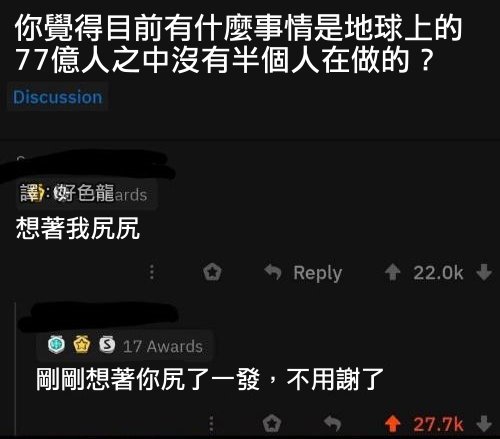 你覺得目前有什麼事情是地球上的
77億人之中沒有半個人在做的？
Discussion
譯：好色龍
想著我尻尻
Reply 22.0k
17 Awards
剛剛想著你尻了一發，不用謝了
27.7k